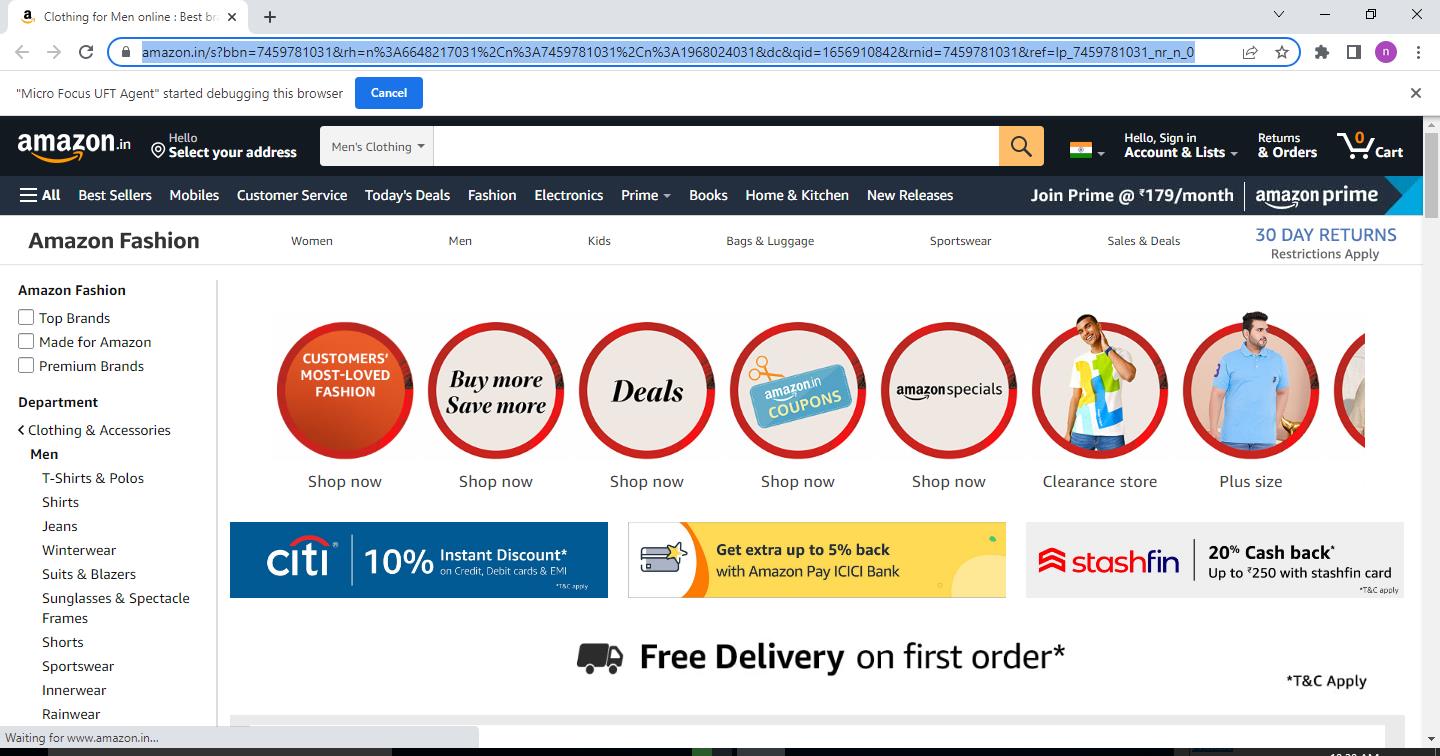 Clothing for Men online : Best br
amazon.in/s?bbn=7459781031&rh=n%3A6648217031%2Cn%3A7459781031%2Cn%3A1968024031&dc&qid=1656910842&rnid=7459781031&ref=lp_7459781031_nr_n_0
n
"Micro Focus UFT Agent" started debugging this browser
Cancel
amazon.in
Hello
Select your address
Men's Clothing
Hello, Sign in
Account & Lists
Returns
& Orders
0
Cart
All
Best Sellers
Mobiles
Customer Service
Today's Deals
Fashion
Electronics
Prime
Books
Home & Kitchen
New Releases
Join Prime @ ₹179/month
amazon prime
Amazon Fashion
Women
Men
Kids
Bags & Luggage
Sportswear
Sales & Deals
30 DAY RETURNS
Restrictions Apply
Amazon Fashion
Top Brands
Made for Amazon
Premium Brands
Department
Clothing & Accessories
Men
T-Shirts & Polos
Shirts
Jeans
Winterwear
Suits & Blazers
Sunglasses & Spectacle
Frames
Shorts
Sportswear
Innerwear
Rainwear
CUSTOMERS'
MOST-LOVED
FASHION
Shop now
Buy more
Save more
Shop now
Deals
Shop now
amazon.in
COUPONS
Shop now
amazon specials
Shop now
Clearance store
3
Plus size
citi
10% Instant Discount*
on Credit, Debit cards & EMI
*T&C apply
Get extra up to 5% back
with Amazon Pay ICICI Bank
stashfin
20% Cash back*
Up to ₹250 with stashfin card
*T&C apply
Free Delivery on first order*
*T&C Apply
Waiting for www.amazon.in...